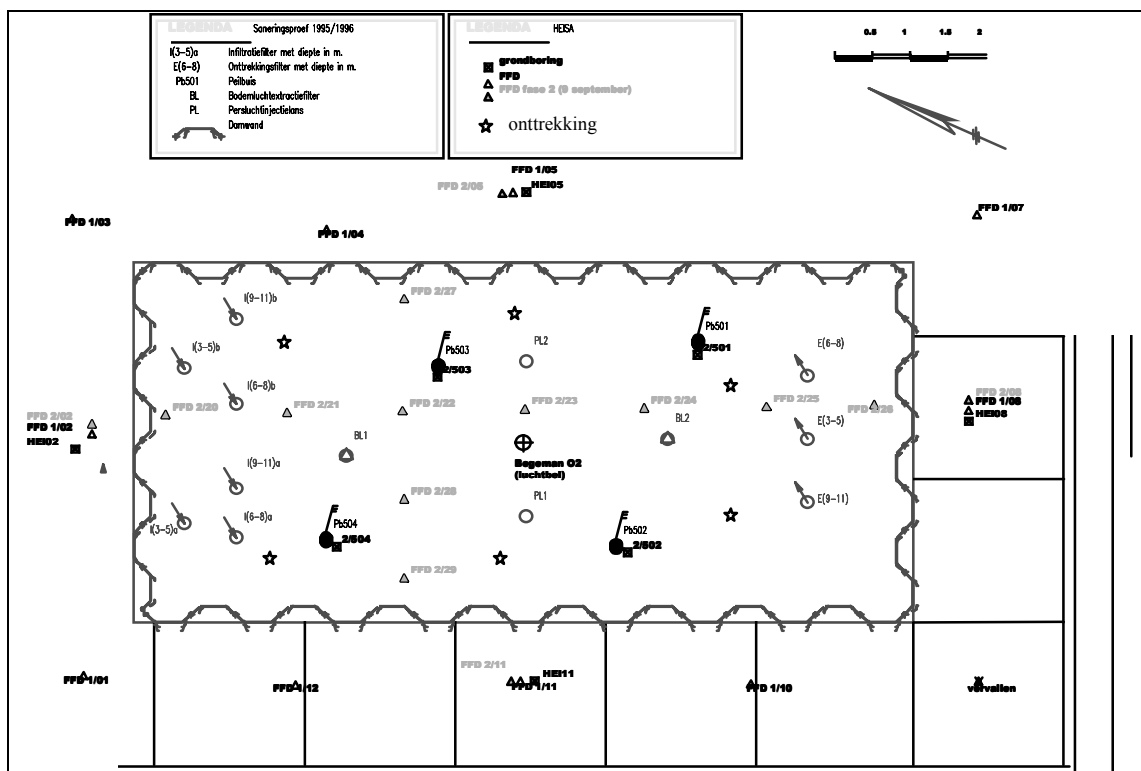 LEGENDA Saneringsproef 1995/1996
I(3-5)a Infiltratiefilter met diepte in m.
E(6-8) Onttrekkingsfilter met diepte in m.
Pb501 Peilbuis
BL Bodemluchtextractiefilter
PL Persluchtinjectielans
Damwand
LEGENDA HEISA
grondboring
FFD
FFD fase 2 (9 september)
onttrekking
0.5 1 1.5 2
FFD 1/05
FFD 2/05 HEI05
FFD 1/03
FFD 1/04
FFD 1/07
FFD 2/27
I(9-11)b
Pb501
I(3-5)b
Pb503
PL2
2/501
E(6-8)
2/503
I(6-8)b
FFD 2/02
FFD 1/02
HEI02
FFD 2/20
FFD 2/21
FFD 2/22
FFD 2/23
FFD 2/24
FFD 2/25
FFD 2/26
FFD 1/08
HEI08
E(3-5)
BL1
BL2
Begeman O2
(luchtbel)
I(9-11)a
FFD 2/28
PL1
E(9-11)
I(3-5)a
I(6-8)a
Pb504
2/504
Pb502
2/502
FFD 2/29
FFD 1/01
FFD 1/12
FFD 2/11
HEI11
FFD 1/11
FFD 1/10
vervallen